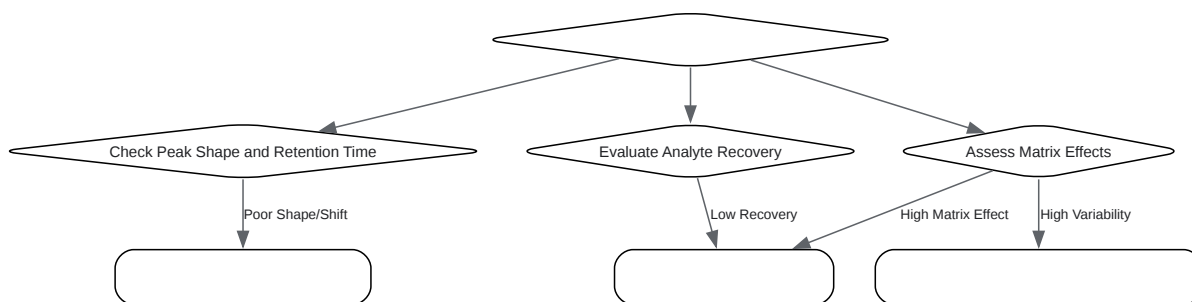 Check Peak Shape and Retention Time
Evaluate Analyte Recovery
Assess Matrix Effects
Poor Shape/Shift
Low Recovery
High Matrix Effect
High Variability